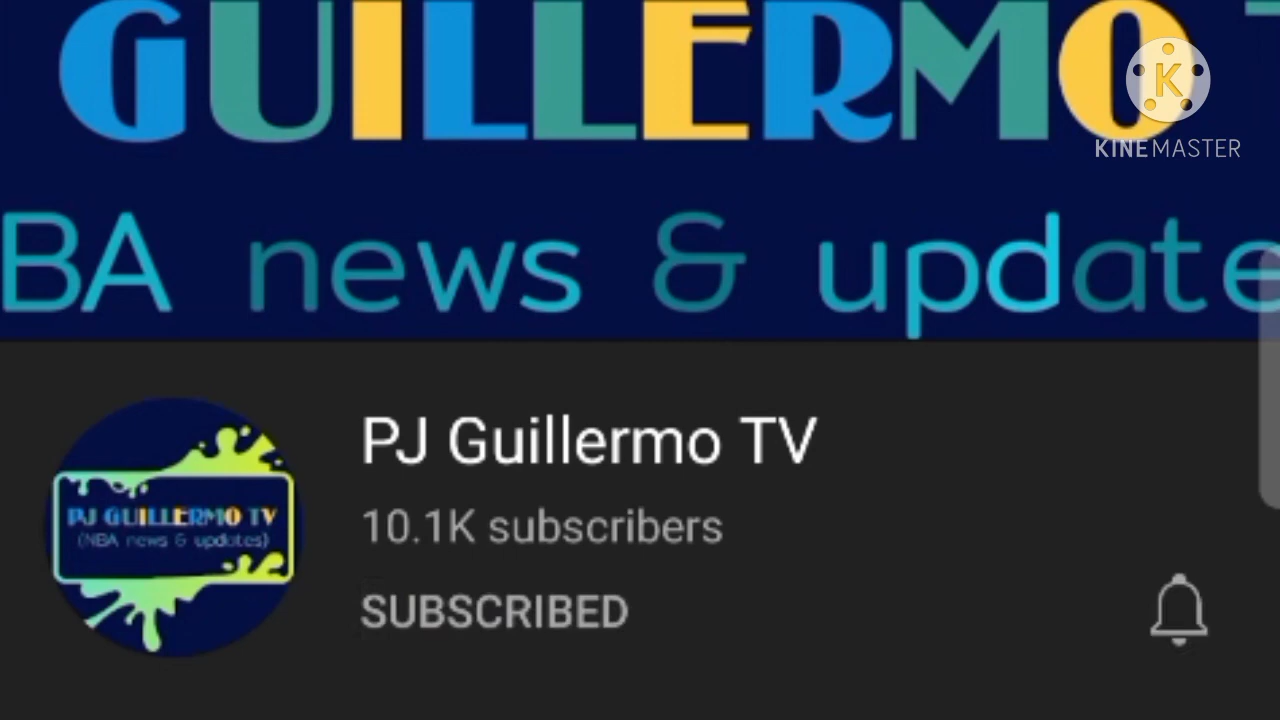 GUILLERMO T
K
KINEMASTER
BA news & update
PJ Guillermo TV
10.1K subscribers
SUBSCRIBED
PJ GUILLERMO TV
(NBA news & updates)